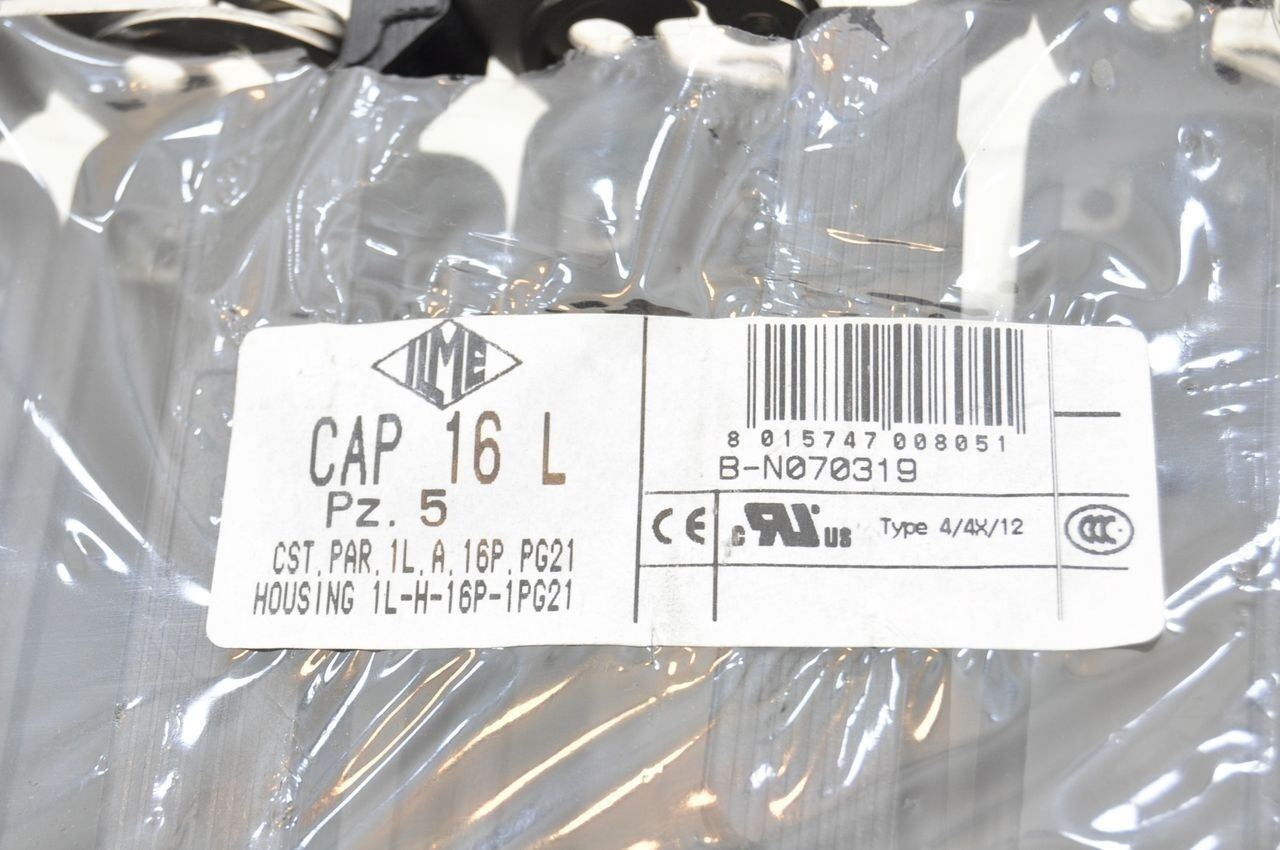 ILME
CAP 16 L
Pz. 5
CST.PAR.1L.A.16P.PG21
HOUSING 1L-H-16P-1PG21
8 015747 008051
B-N070319
CE
c RU US
Type 4/4X/12
CCC